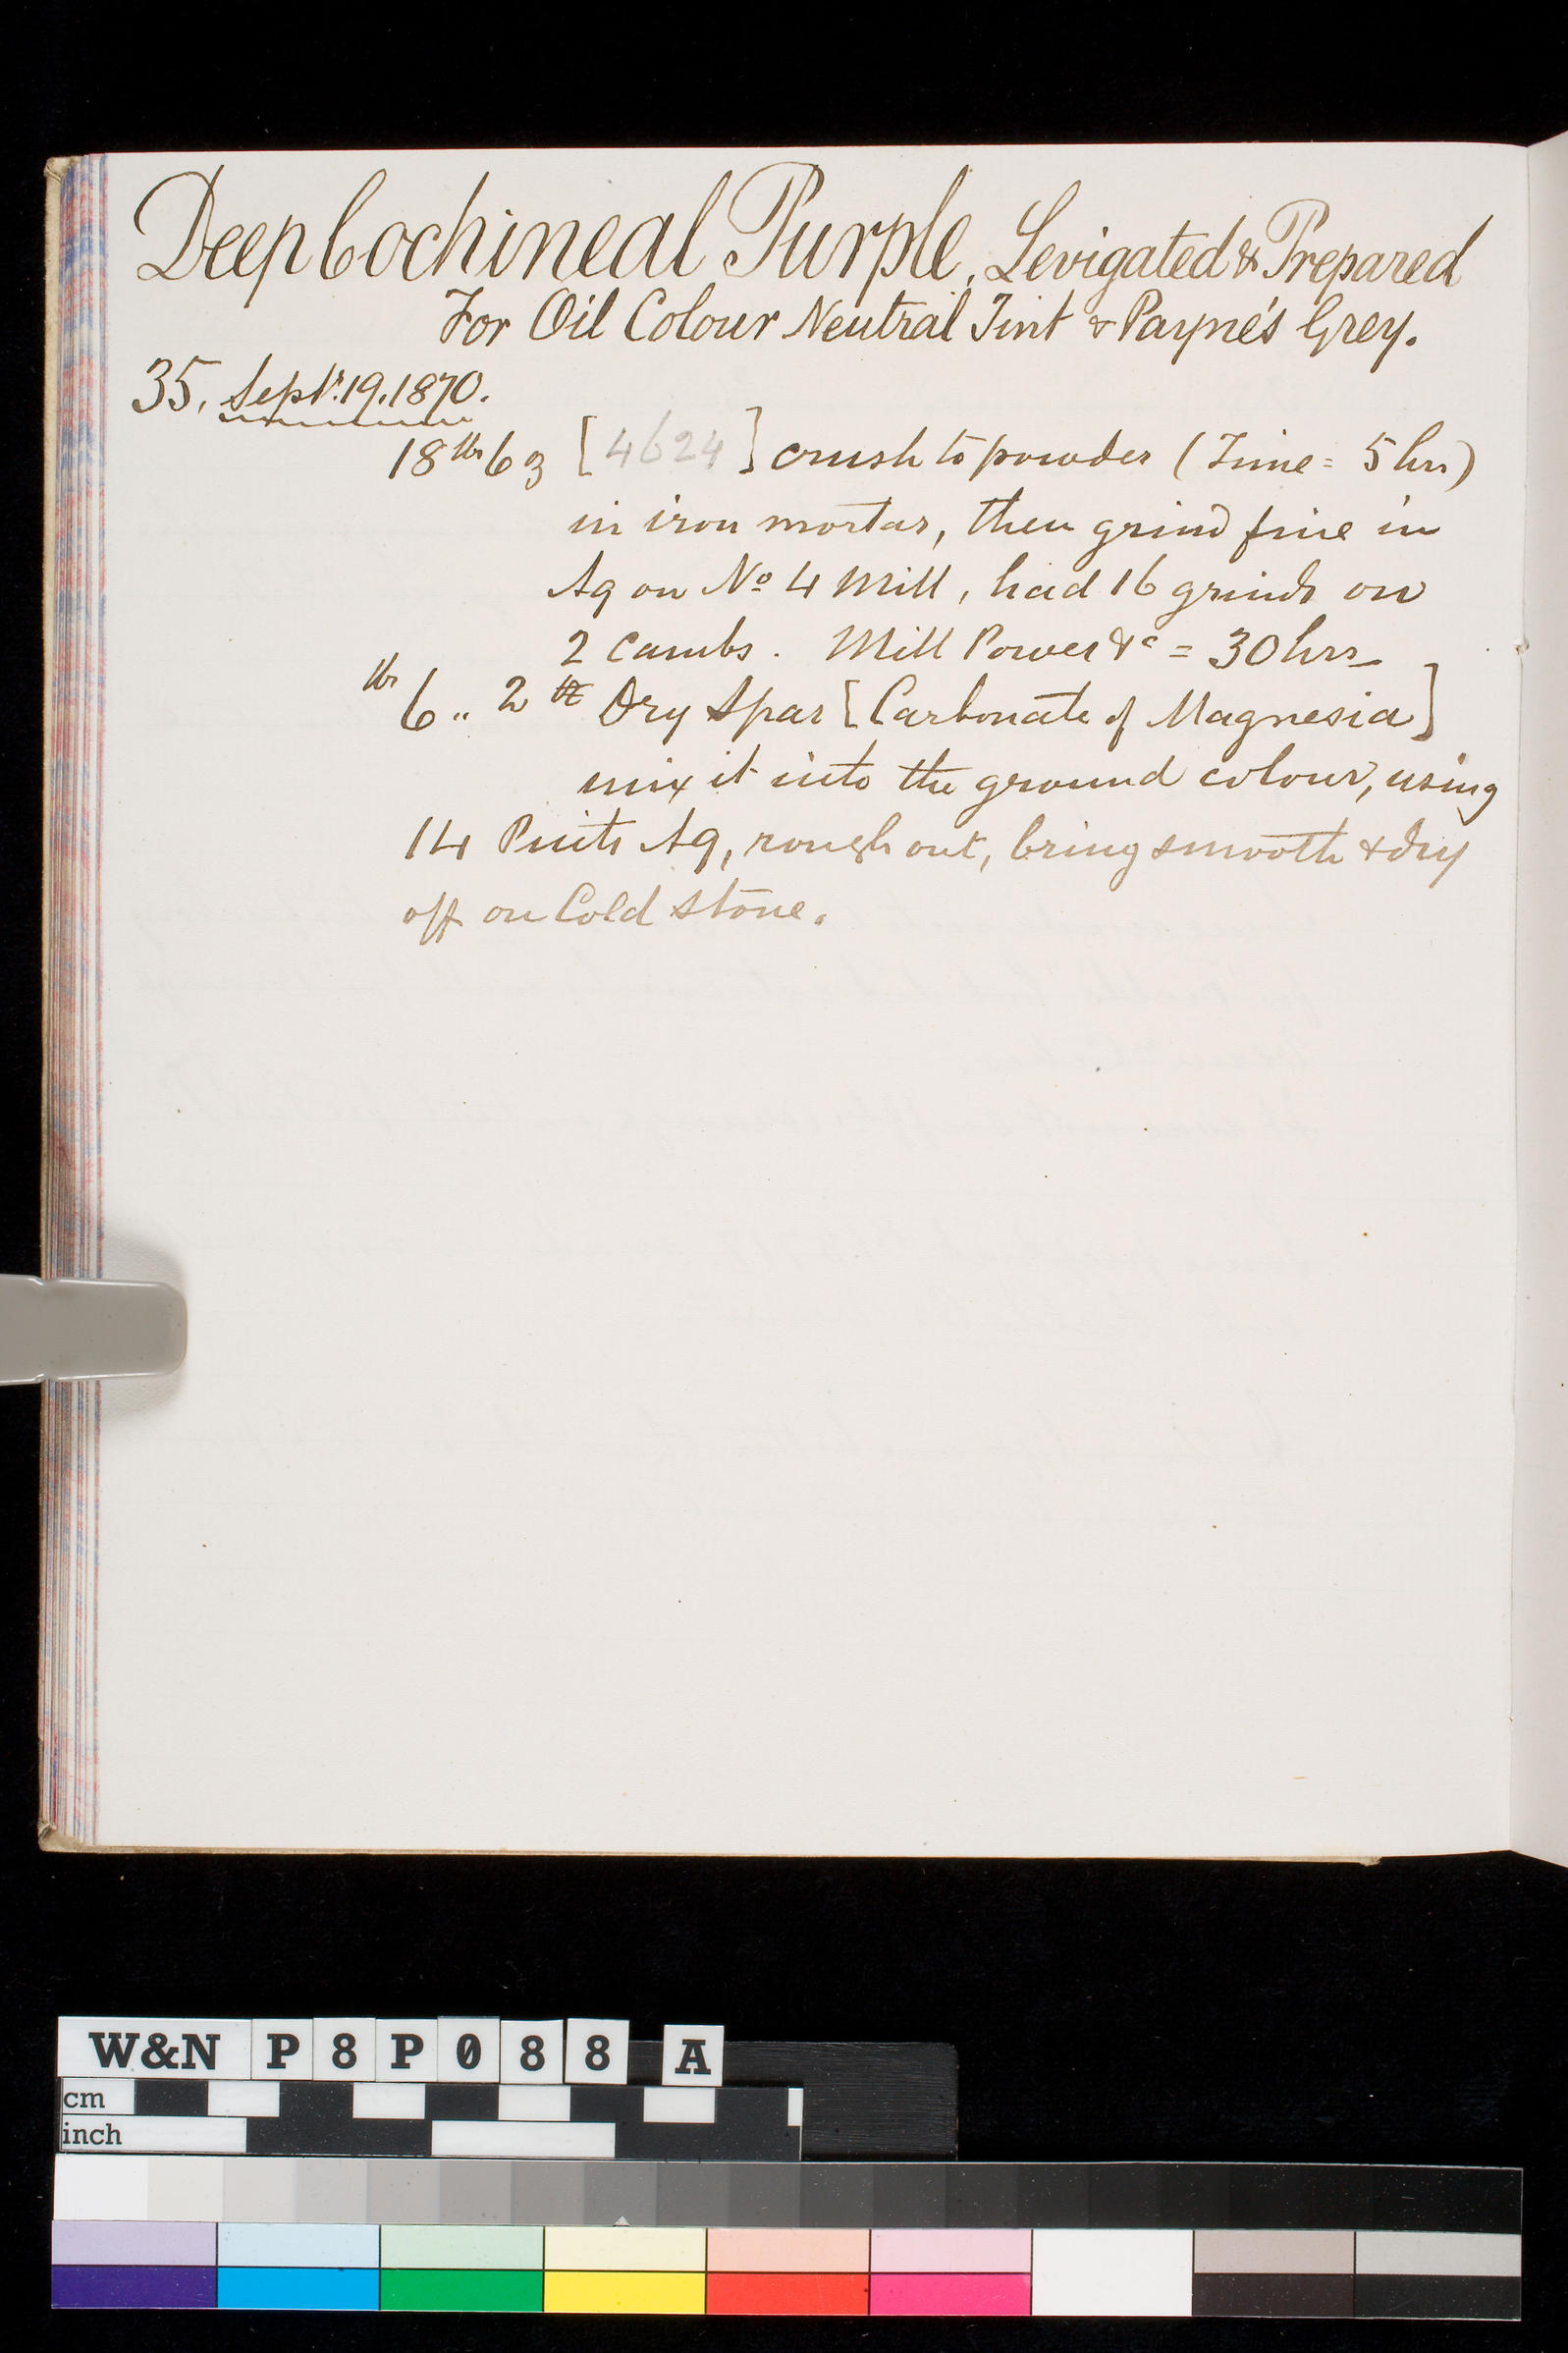 Deep Cochineal Purple, Levigated & Prepared
For Oil Colour Neutral Tint & Payne's Grey.
35. Septr. 19. 1870.
18 lbs 6 ℥ [4624] crush to powder (Time = 5 hrs)
in iron mortar, then grind fine in
Aq on No 4 Mill, had 16 grinds on
2 Cambs. Mill Power &c = 30 hrs
lbs 6 .. 2 Dry Spar [Carbonate of Magnesia]
mix it into the ground colour, using
14 Pints Aq, rough out, bring smooth & dry
off on Cold Stone.
W&N P8P088 A
cm
inch